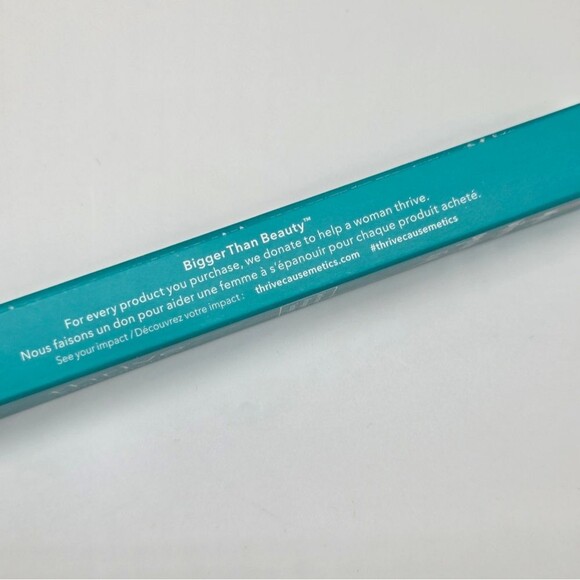 Bigger Than Beauty™
For every product you purchase, we donate to help a woman thrive.
Nous faisons un don pour aider une femme à s'épanouir pour chaque produit acheté.
See your impact / Découvrez votre impact : thrivecausemetics.com #thrivecausemetics